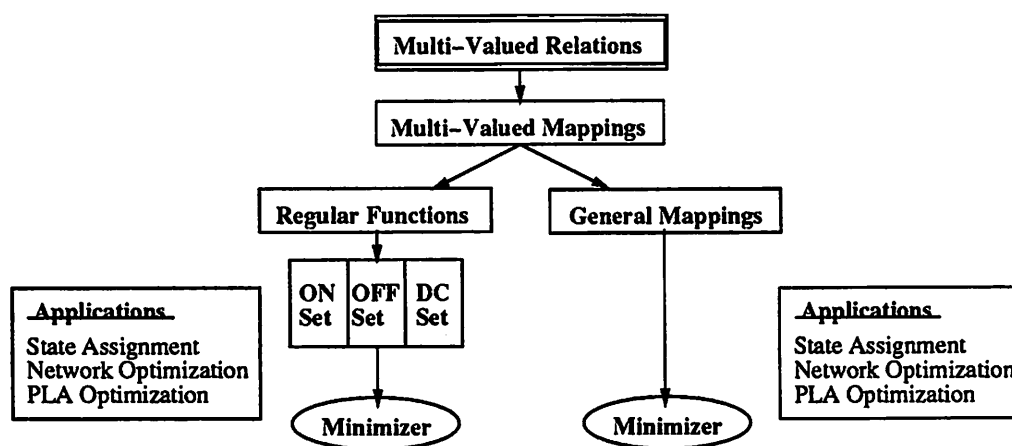 Multi-Valued Relations
Multi-Valued Mappings
Regular Functions
General Mappings
ON OFF DC
Set Set Set
Applications
State Assignment
Network Optimization
PLA Optimization
Applications
State Assignment
Network Optimization
PLA Optimization
Minimizer
Minimizer